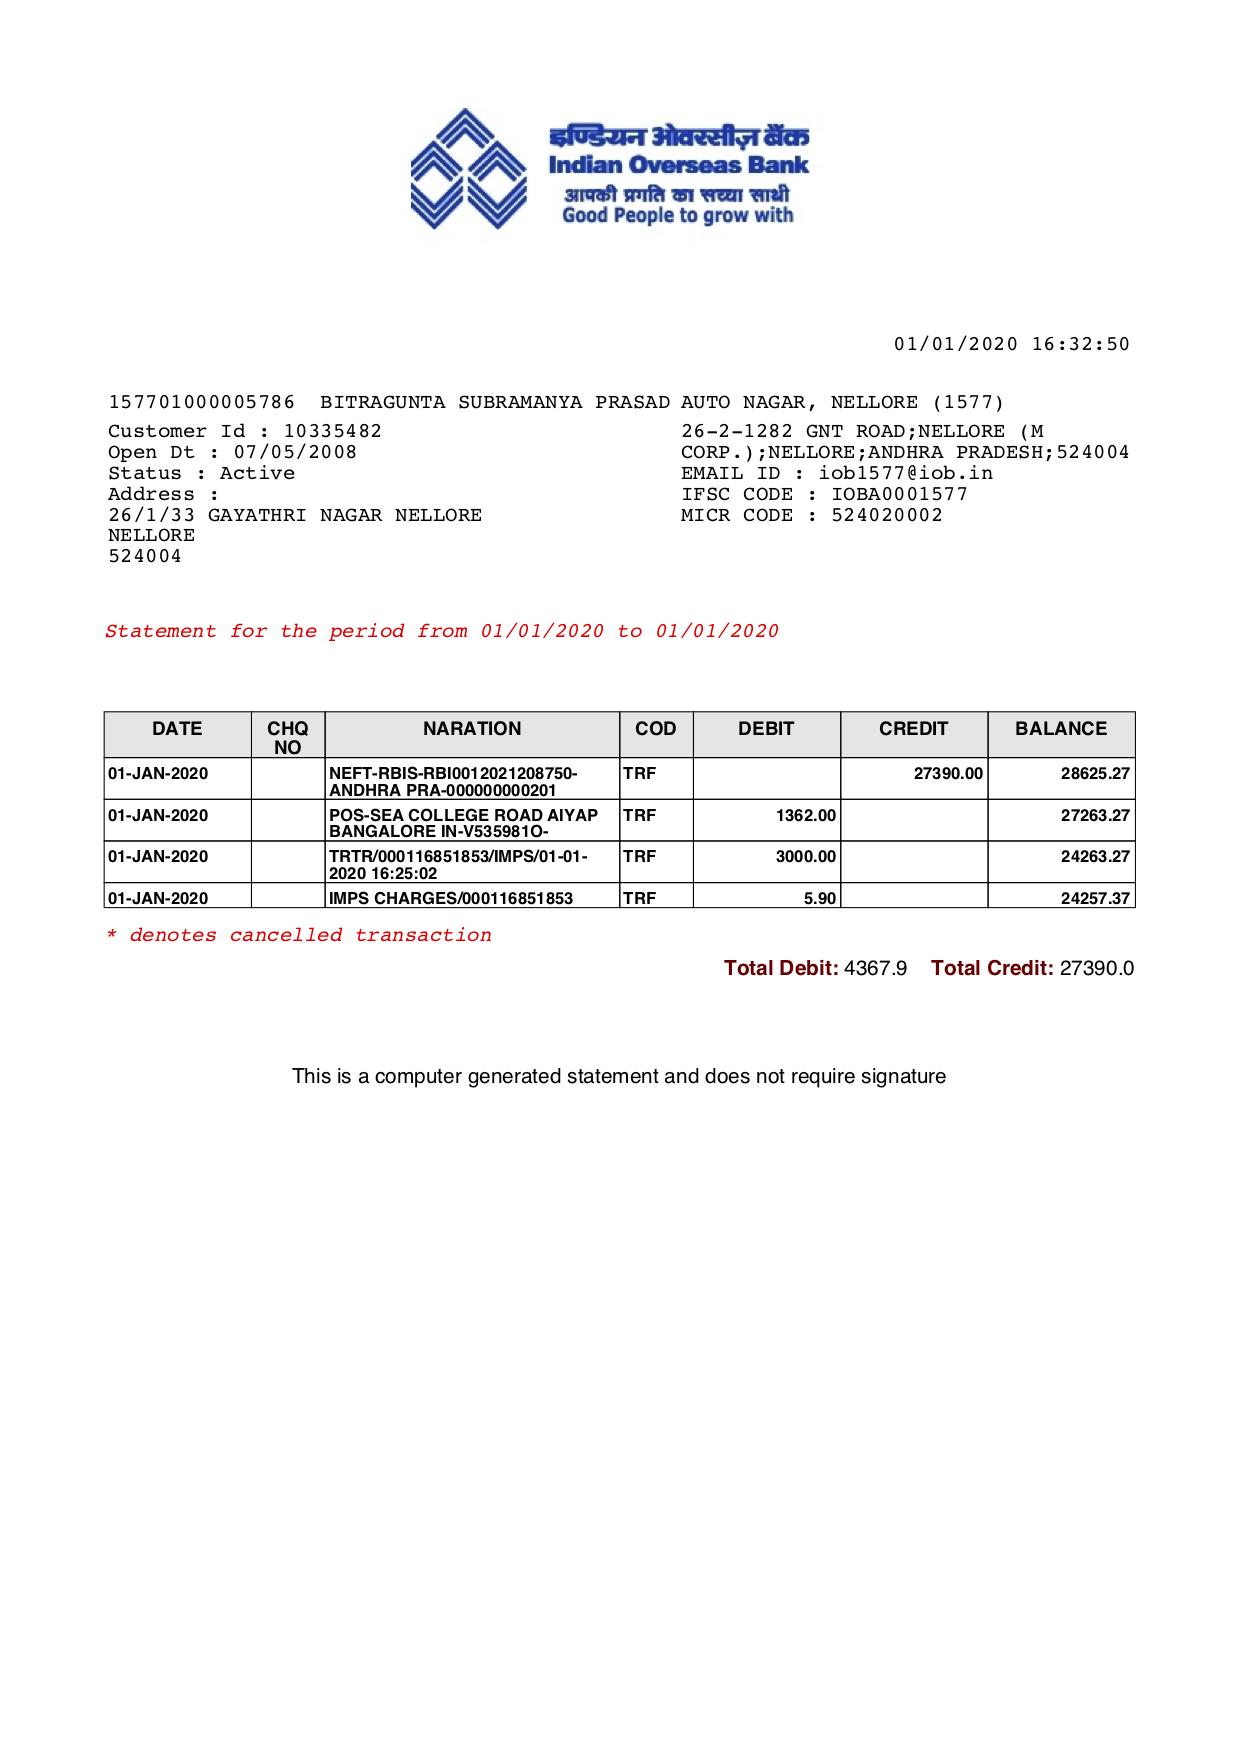 इण्डियन ओवरसीज़ बैंक
Indian Overseas Bank
आपकी प्रगति का सच्चा साथी
Good People to grow with
01/01/2020 16:32:50
157701000005786 BITRAGUNTA SUBRAMANYA PRASAD
Customer Id : 10335482
Open Dt : 07/05/2008
Status : Active
Address :
26/1/33 GAYATHRI NAGAR NELLORE
NELLORE
524004
AUTO NAGAR, NELLORE (1577)
26-2-1282 GNT ROAD;NELLORE (M
CORP.);NELLORE;ANDHRA PRADESH;524004
EMAIL ID : iob1577@iob.in
IFSC CODE : IOBA0001577
MICR CODE : 524020002
Statement for the period from 01/01/2020 to 01/01/2020
DATE CHQ NO NARATION COD DEBIT CREDIT BALANCE
01-JAN-2020 NEFT-RBIS-RBI0012021208750- TRF 27390.00 28625.27
ANDHRA PRA-000000000201
01-JAN-2020 POS-SEA COLLEGE ROAD AIYAP TRF 1362.00 27263.27
BANGALORE IN-V535981O-
01-JAN-2020 TRTR/000116851853/IMPS/01-01- TRF 3000.00 24263.27
2020 16:25:02
01-JAN-2020 IMPS CHARGES/000116851853 TRF 5.90 24257.37
* denotes cancelled transaction
Total Debit: 4367.9 Total Credit: 27390.0
This is a computer generated statement and does not require signature